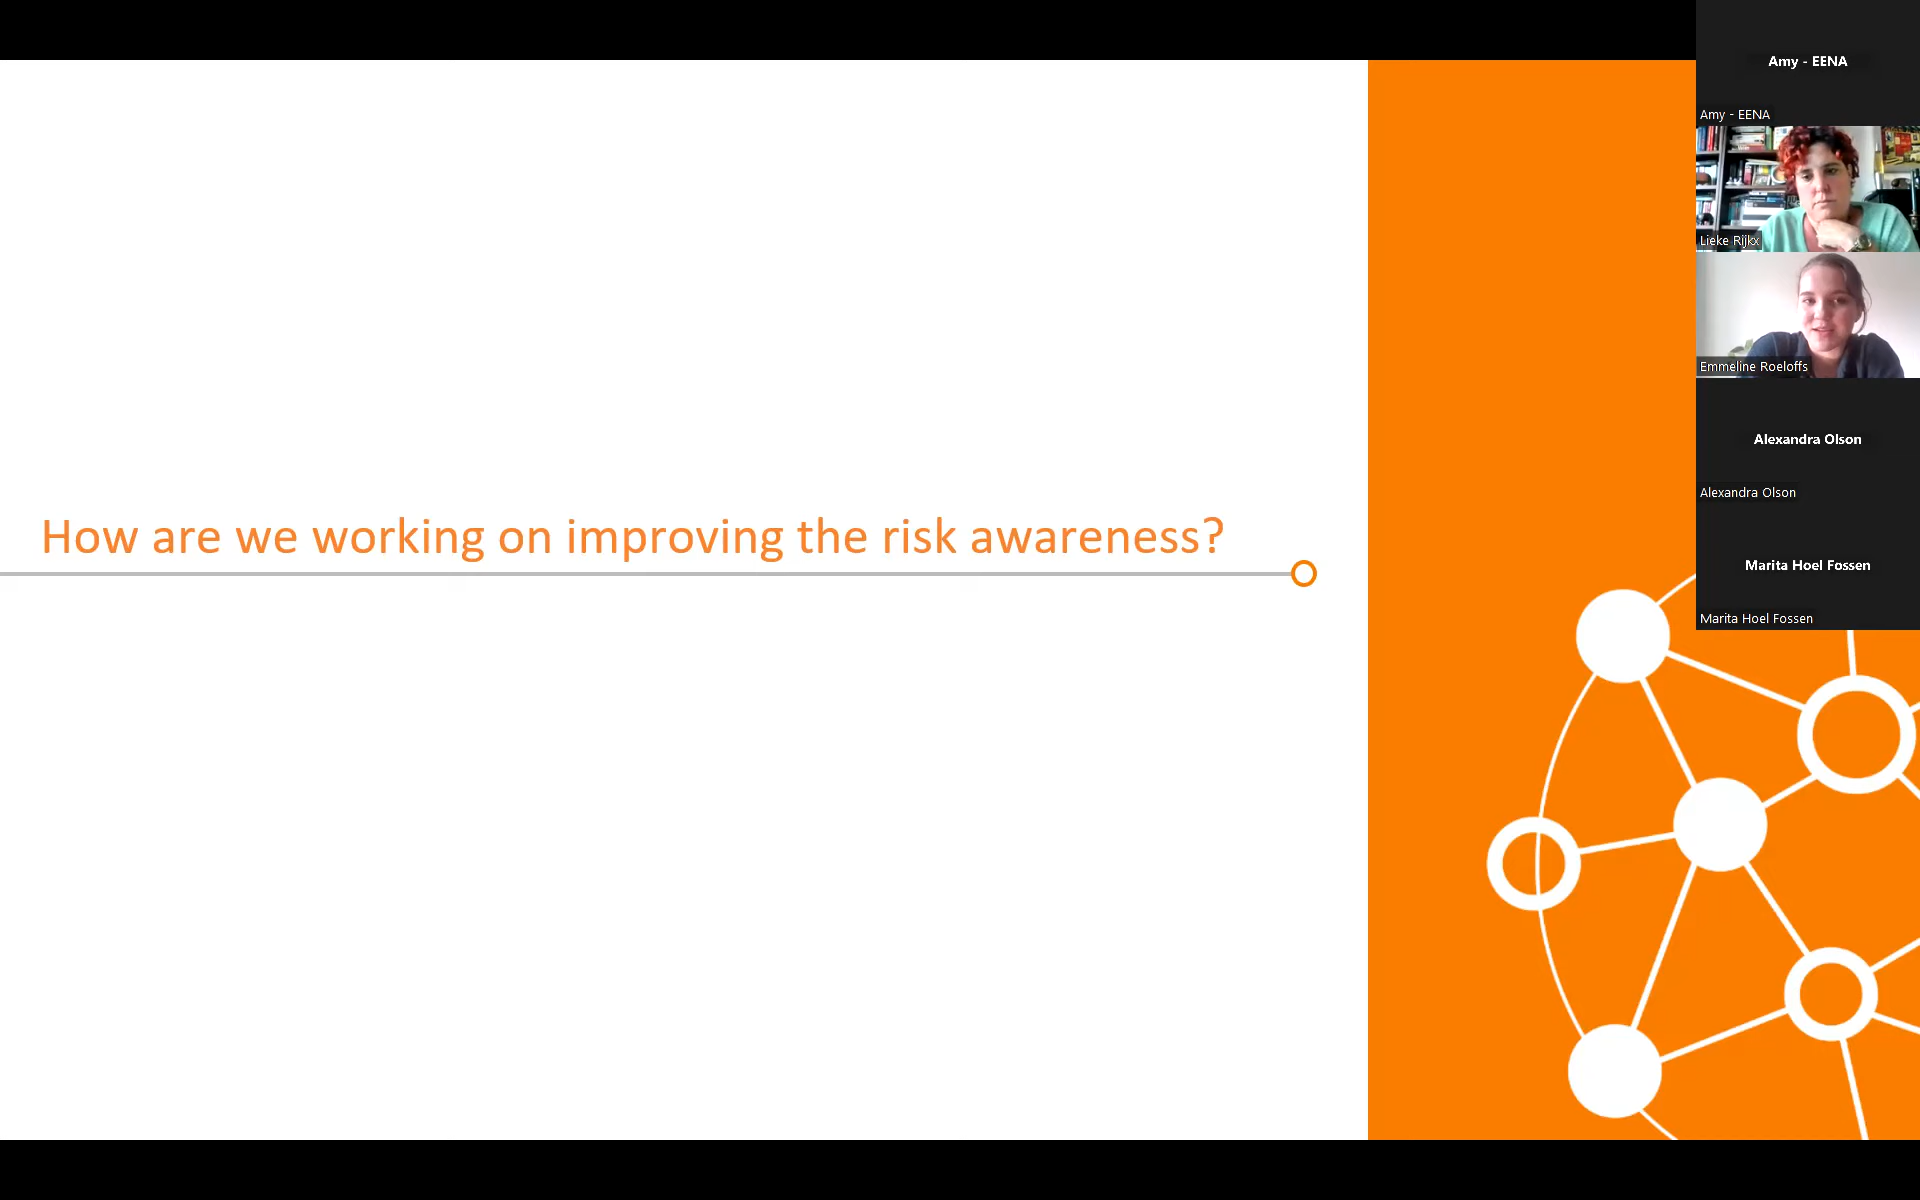 How are we working on improving the risk awareness?
Amy - EENA
Amy - EENA
Lieke Rijkx
Emmeline Roeloffs
Alexandra Olson
Alexandra Olson
Marita Hoel Fossen
Marita Hoel Fossen